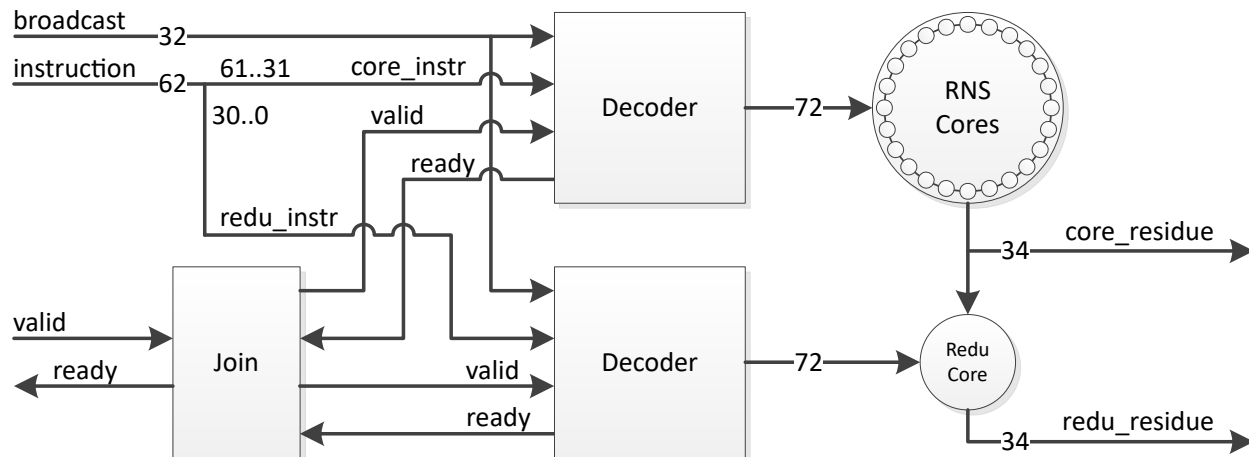 broadcast
32
instruction
62
61..31
core_instr
30..0
valid
ready
redu_instr
Decoder
72
RNS
Cores
34
core_residue
valid
ready
Join
valid
ready
Decoder
72
Redu
Core
34
redu_residue